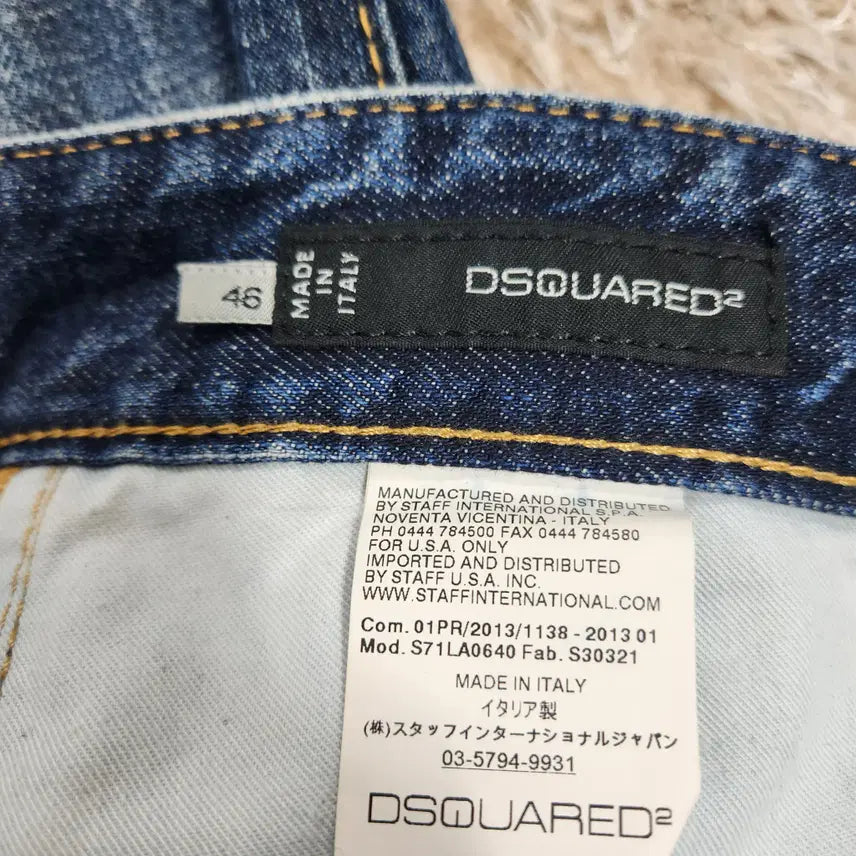 46
MADE
IN
ITALY
DSQUARED2
MANUFACTURED AND DISTRIBUTED
BY STAFF INTERNATIONAL S.P.A.
NOVENTA VICENTINA - ITALY
PH 0444 784500 FAX 0444 784580
FOR U.S.A. ONLY
IMPORTED AND DISTRIBUTED
BY STAFF U.S.A. INC.
WWW.STAFFINTERNATIONAL.COM
Com. 01PR/2013/1138 - 2013 01
Mod. S71LA0640 Fab. S30321
MADE IN ITALY
イタリア製
(株)スタッフインターナショナルジャパン
03-5794-9931
DSQUARED2